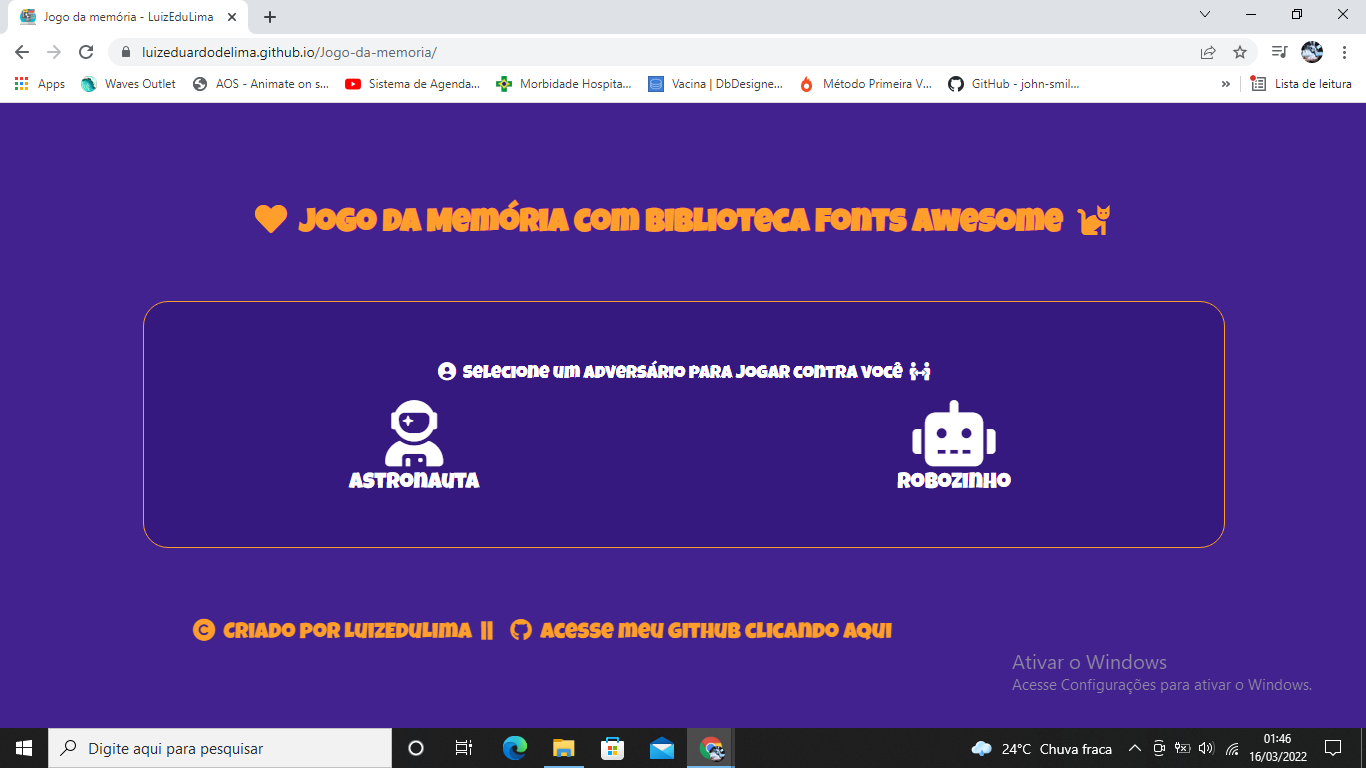 Jogo da memória - LuizEduLima
luizeduardodelima.github.io/Jogo-da-memoria/
Apps Waves Outlet AOS - Animate on s... Sistema de Agenda... Morbidade Hospita... Vacina | DbDesigne... Método Primeira V... GitHub - john-smil... » Lista de leitura
Jogo da Memória com Biblioteca Fonts Awesome
Selecione um adversário para jogar contra você
Astronauta
Robozinho
Criado por LuizEduLima || Acesse meu GitHub clicando aqui
Ativar o Windows
Acesse Configurações para ativar o Windows.
Digite aqui para pesquisar
24°C Chuva fraca
01:46
16/03/2022